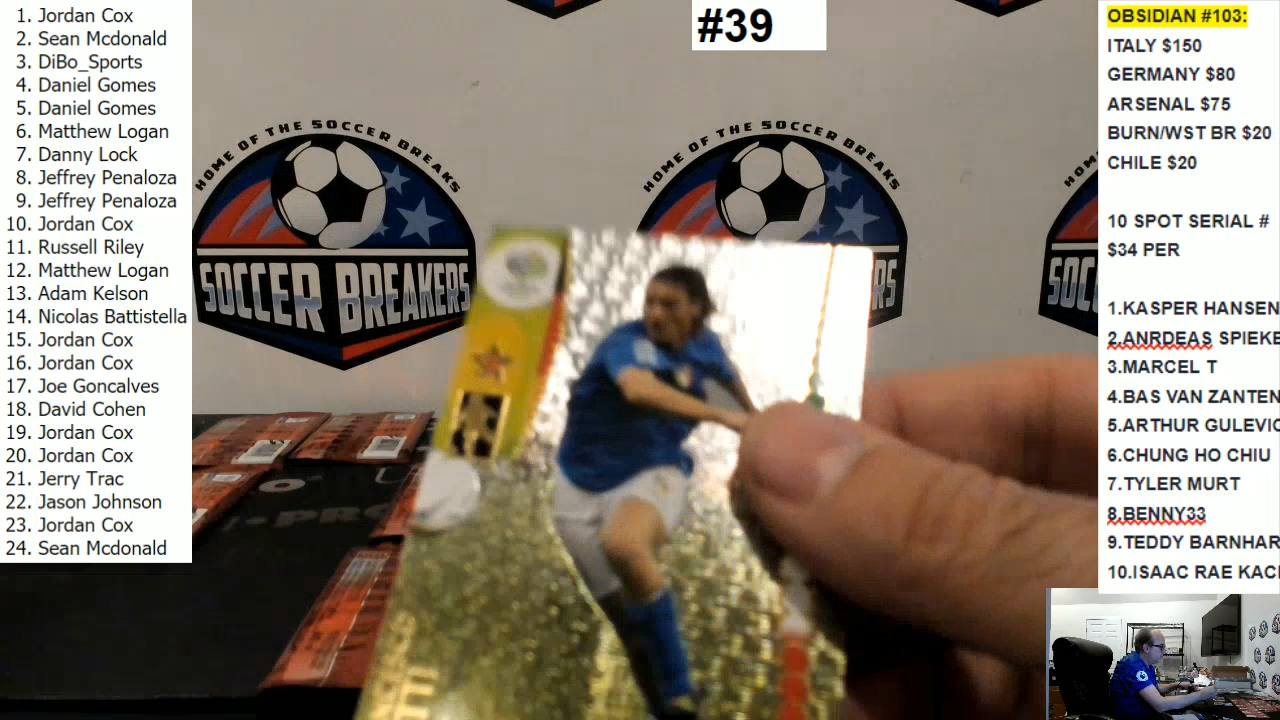 1. Jordan Cox
2. Sean Mcdonald
3. DiBo_Sports
4. Daniel Gomes
5. Daniel Gomes
6. Matthew Logan
7. Danny Lock
8. Jeffrey Penaloza
9. Jeffrey Penaloza
10. Jordan Cox
11. Russell Riley
12. Matthew Logan
13. Adam Kelson
14. Nicolas Battistella
15. Jordan Cox
16. Jordan Cox
17. Joe Goncalves
18. David Cohen
19. Jordan Cox
20. Jordan Cox
21. Jerry Trac
22. Jason Johnson
23. Jordan Cox
24. Sean Mcdonald
#39
HOME OF THE SOCCER BREAKS
SOCCER BREAKERS
HOME OF THE SOCCER BREAKS
RS
HOM
SOC
OBSIDIAN #103:
ITALY $150
GERMANY $80
ARSENAL $75
BURN/WST BR $20
CHILE $20
10 SPOT SERIAL #
$34 PER
1.KASPER HANSEN
2.ANRDEAS SPIEKE
3.MARCEL T
4.BAS VAN ZANTEN
5.ARTHUR GULEVIC
6.CHUNG HO CHIU
7.TYLER MURT
8.BENNY33
9.TEDDY BARNHAR
10.ISAAC RAE KACI